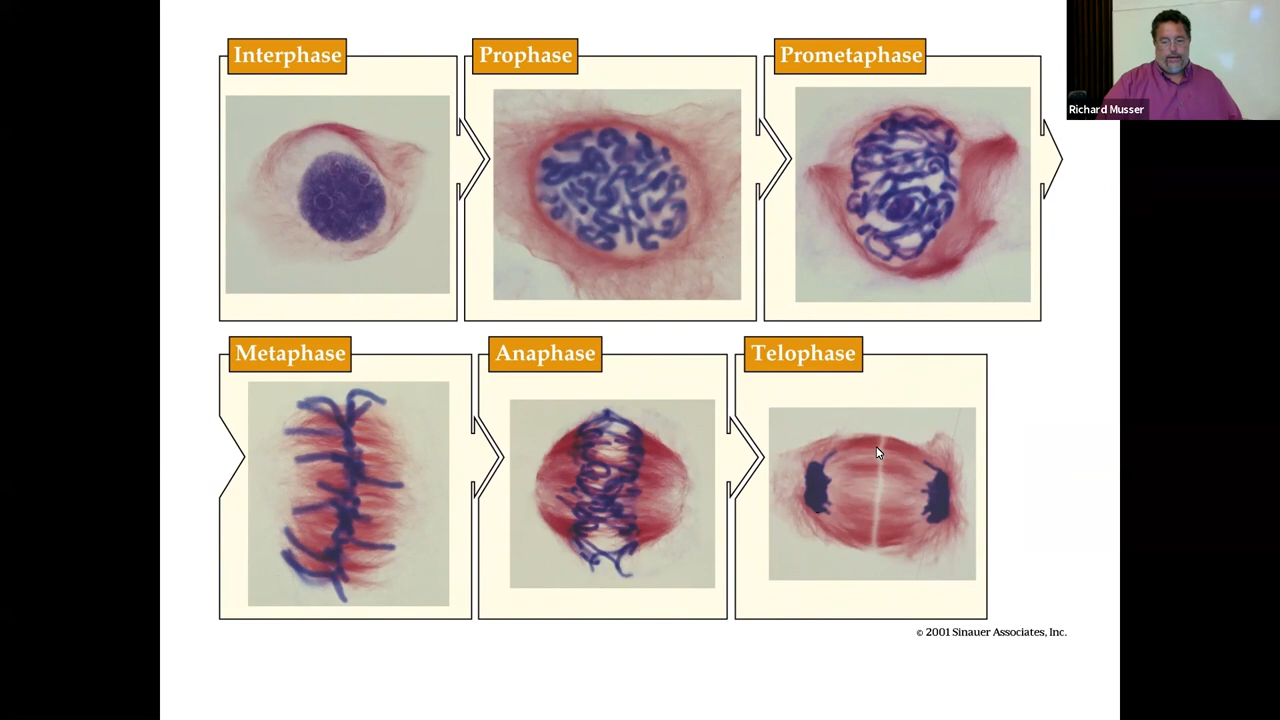 Interphase
Prophase
Prometaphase
Richard Musser
Metaphase
Anaphase
Telophase
© 2001 Sinauer Associates, Inc.